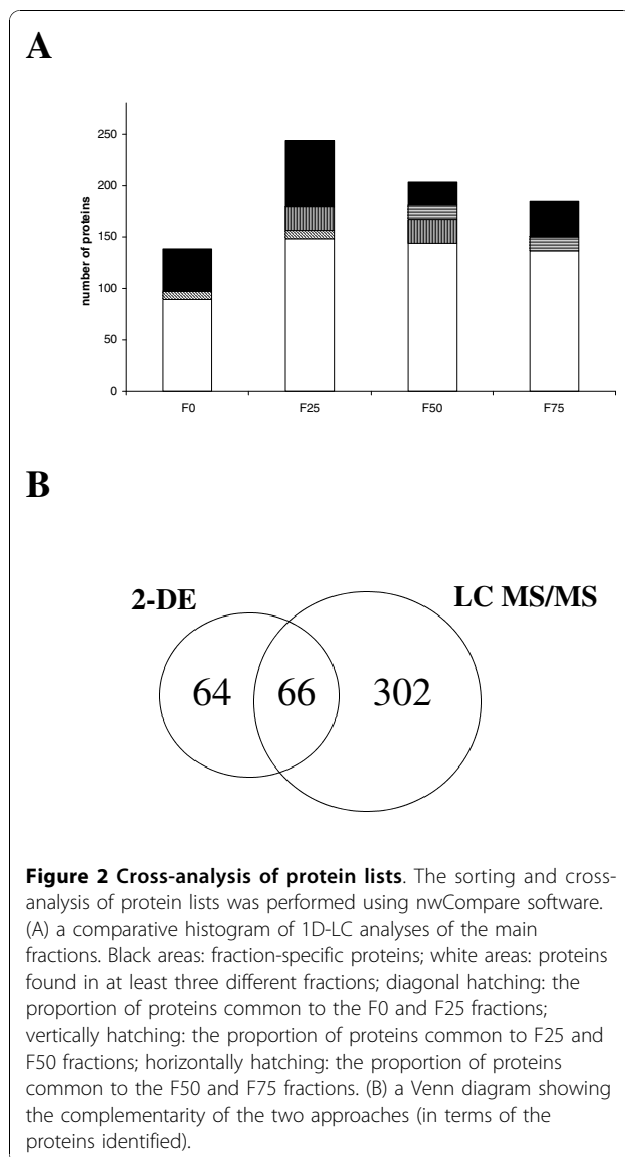 A
number of proteins
250
200
150
100
50
0
F0 F25 F50 F75
B
2-DE LC MS/MS
64 66 302
Figure 2 Cross-analysis of protein lists. The sorting and cross-
analysis of protein lists was performed using nwCompare software.
(A) a comparative histogram of 1D-LC analyses of the main
fractions. Black areas: fraction-specific proteins; white areas: proteins
found in at least three different fractions; diagonal hatching: the
proportion of proteins common to the F0 and F25 fractions;
vertically hatching: the proportion of proteins common to F25 and
F50 fractions; horizontally hatching: the proportion of proteins
common to the F50 and F75 fractions. (B) a Venn diagram showing
the complementarity of the two approaches (in terms of the
proteins identified).